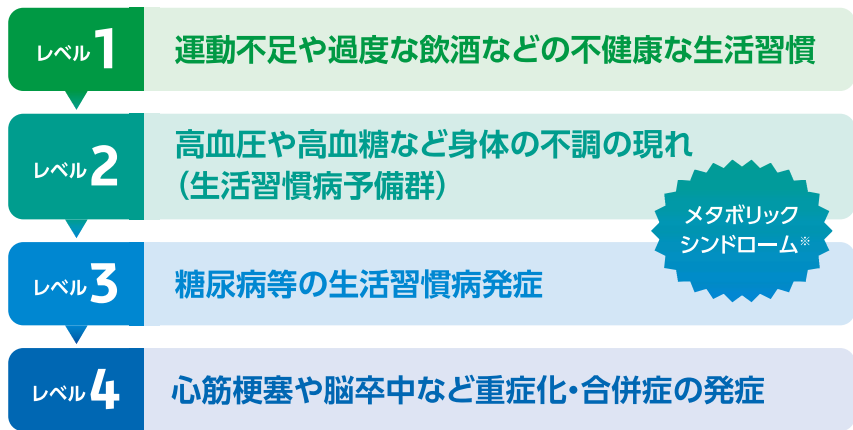 レベル1
運動不足や過度な飲酒などの不健康な生活習慣
レベル2
高血圧や高血糖など身体の不調の現れ
（生活習慣病予備群）
メタボリック
シンドローム※
レベル3
糖尿病等の生活習慣病発症
レベル4
心筋梗塞や脳卒中など重症化・合併症の発症